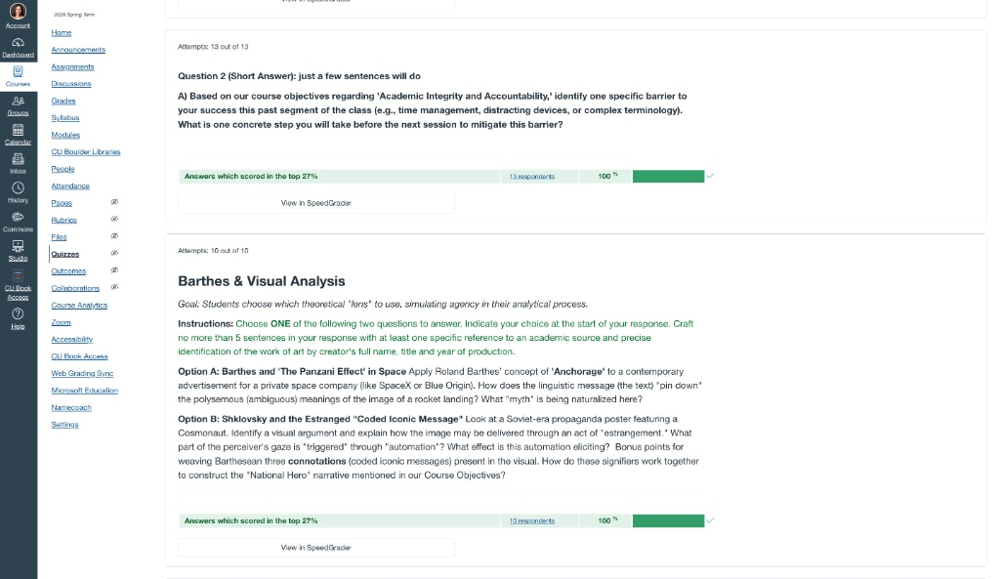 2026 Spring Term
Account
Dashboard
Courses
Groups
Calendar
Inbox
History
Commons
Studio
CU Book
Access
Help
Home
Announcements
Assignments
Discussions
Grades
Syllabus
Modules
CU Boulder Libraries
People
Attendance
Pages
Rubrics
Files
Quizzes
Outcomes
Collaborations
Course Analytics
Zoom
Accessibility
CU Book Access
Web Grading Sync
Microsoft Education
Namecoach
Settings
View in SpeedGrader
Attempts: 13 out of 13
Question 2 (Short Answer): just a few sentences will do
A) Based on our course objectives regarding 'Academic Integrity and Accountability,' identify one specific barrier to
your success this past segment of the class (e.g., time management, distracting devices, or complex terminology).
What is one concrete step you will take before the next session to mitigate this barrier?
Answers which scored in the top 27% 13 respondents 100 %
View in SpeedGrader
Attempts: 10 out of 10
Barthes & Visual Analysis
Goal: Students choose which theoretical "lens" to use, simulating agency in their analytical process.
Instructions: Choose ONE of the following two questions to answer. Indicate your choice at the start of your response. Craft
no more than 5 sentences in your response with at least one specific reference to an academic source and precise
identification of the work of art by creator's full name, title and year of production.
Option A: Barthes and 'The Panzani Effect' in Space Apply Roland Barthes' concept of 'Anchorage' to a contemporary
advertisement for a private space company (like SpaceX or Blue Origin). How does the linguistic message (the text) "pin down"
the polysemous (ambiguous) meanings of the image of a rocket landing? What "myth" is being naturalized here?
Option B: Shklovsky and the Estranged "Coded Iconic Message" Look at a Soviet-era propaganda poster featuring a
Cosmonaut. Identify a visual argument and explain how the image may be delivered through an act of "estrangement." What
part of the perceiver's gaze is "triggered" through "automation"? What effect is this automation eliciting? Bonus points for
weaving Barthesean three connotations (coded iconic messages) present in the visual. How do these signifiers work together
to construct the "National Hero" narrative mentioned in our Course Objectives?
Answers which scored in the top 27% 10 respondents 100 %
View in SpeedGrader